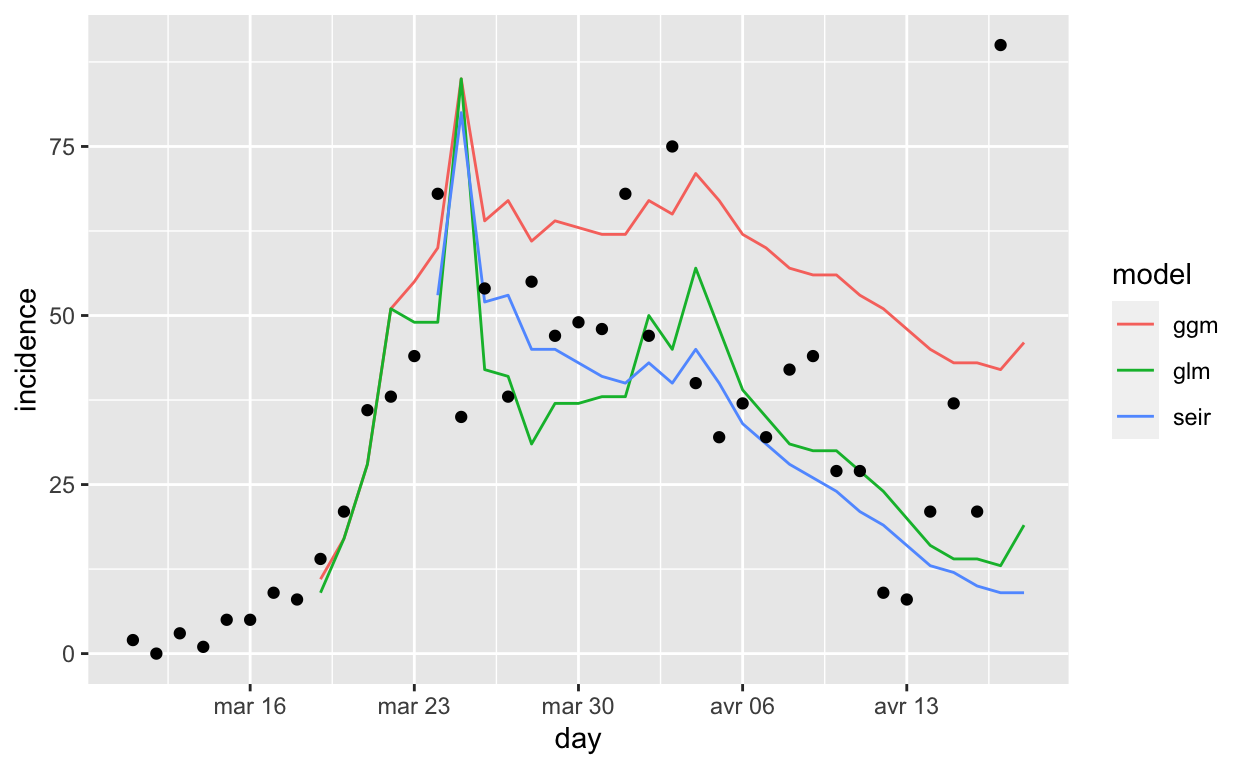 75
50
25
0
incidence
mar 16
mar 23
mar 30
avr 06
avr 13
day
model
ggm
glm
seir